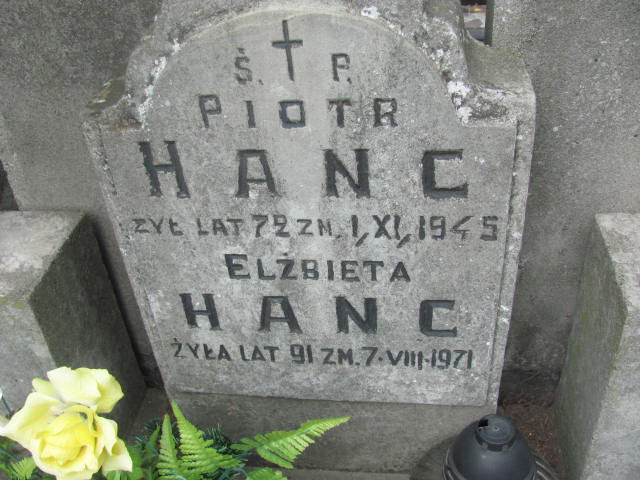 Ś. P.
PIOTR
HANC
ŻYŁ LAT 72 ZM. 1, XI, 1945
ELŻBIETA
HANC
ŻYŁA LAT 91 ZM. 7·VIII·1971